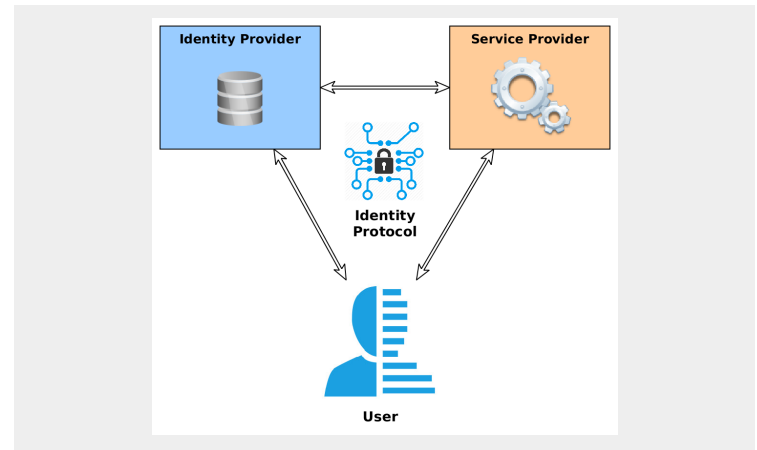 Identity Provider
Service Provider
Identity
Protocol
User